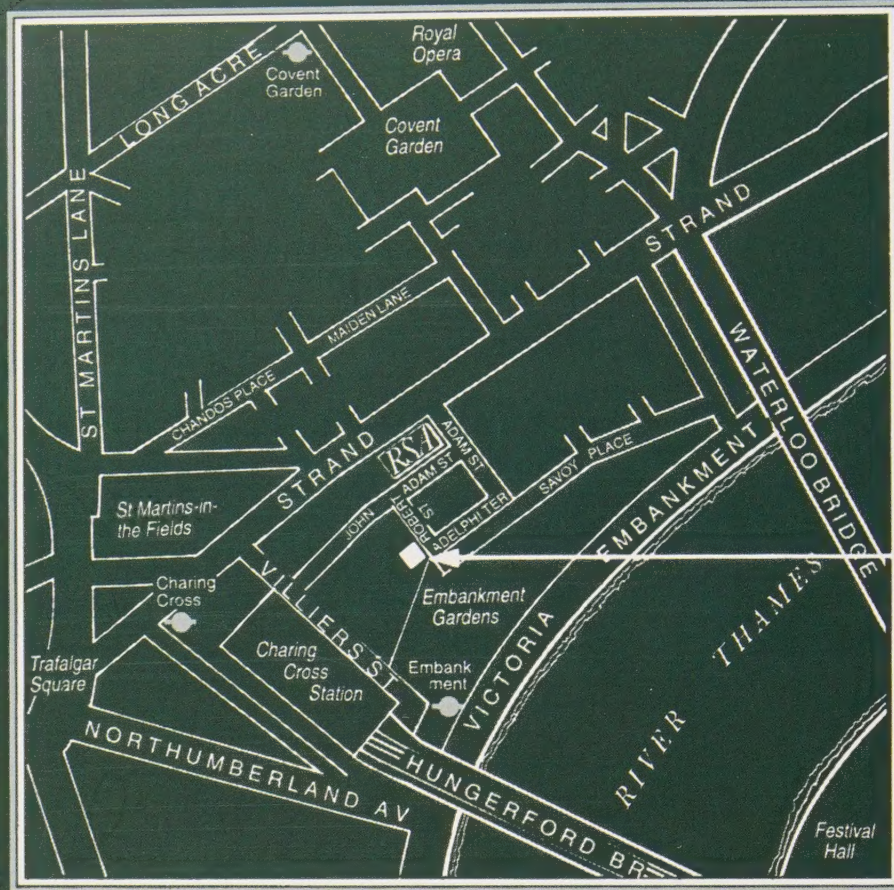 Royal
Opera
LONG ACRE
Covent
Garden
Covent
Garden
ST MARTINS LANE
STRAND
MAIDEN LANE
CHANDOS PLACE
WATERLOO BRIDGE
STRAND
RSA
ADAM ST
ADAM ST
SAVOY PLACE
JOHN
ROBERT
ST
ADELPHI TER
St Martins-in-
the Fields
VICTORIA EMBANKMENT
Charing
Cross
VILLIERS ST
Embankment
Gardens
RIVER THAMES
Trafalgar
Square
Charing
Cross
Station
Embank
ment
NORTHUMBERLAND AV
HUNGERFORD BR
Festival
Hall